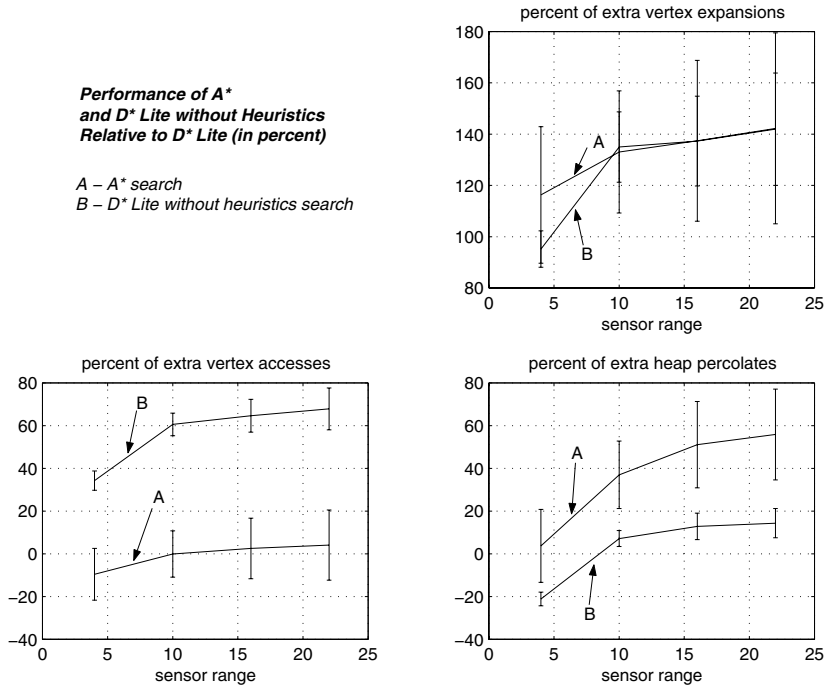 Performance of A*
and D* Lite without Heuristics
Relative to D* Lite (in percent)
A − A* search
B − D* Lite without heuristics search
percent of extra vertex expansions
180
160
140
120
100
80
A
B
0 5 10 15 20 25
sensor range
percent of extra vertex accesses
80
60
40
20
0
−20
−40
B
A
0 5 10 15 20 25
sensor range
percent of extra heap percolates
80
60
40
20
0
−20
−40
A
B
0 5 10 15 20 25
sensor range